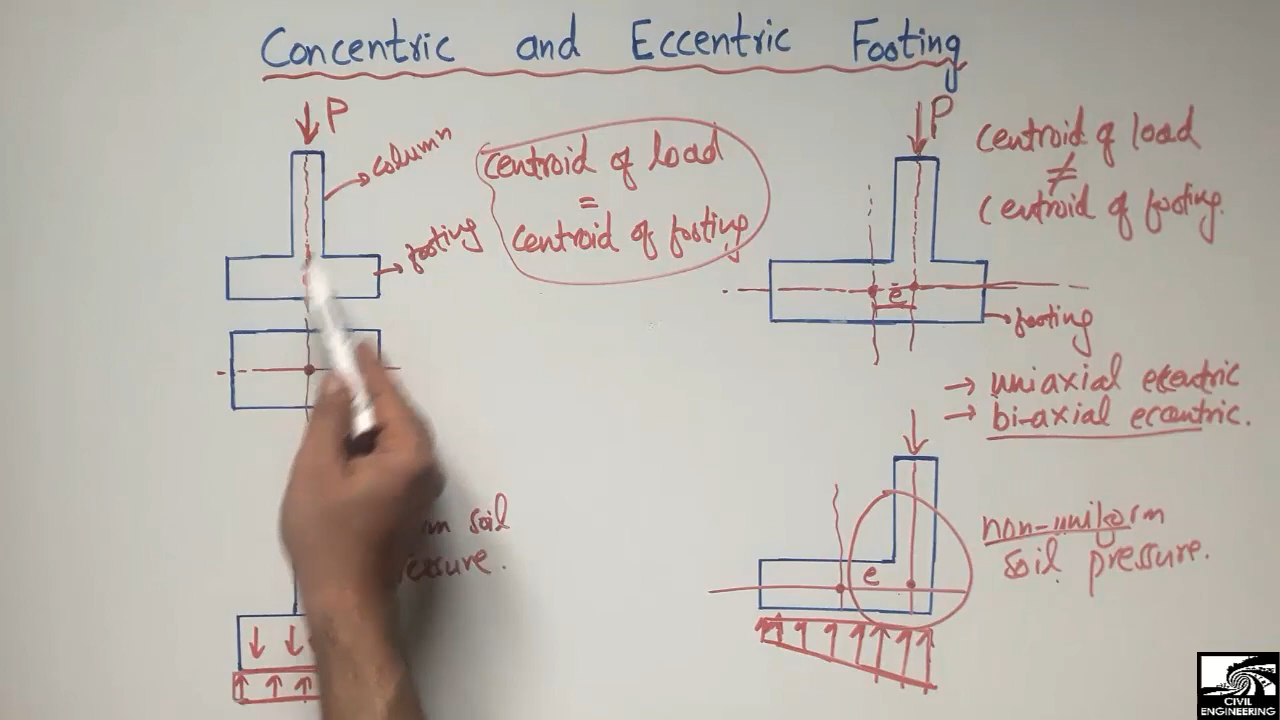 Concentric and Eccentric Footing
P
column
footing
centroid of load
=
centroid of footing
P
centroid of load
≠
Centroid of footing.
e
footing
→ uniaxial eccentric
→ bi-axial eccentric.
e
non-uniform
soil pressure.
soil
CIVIL
ENGINEERING